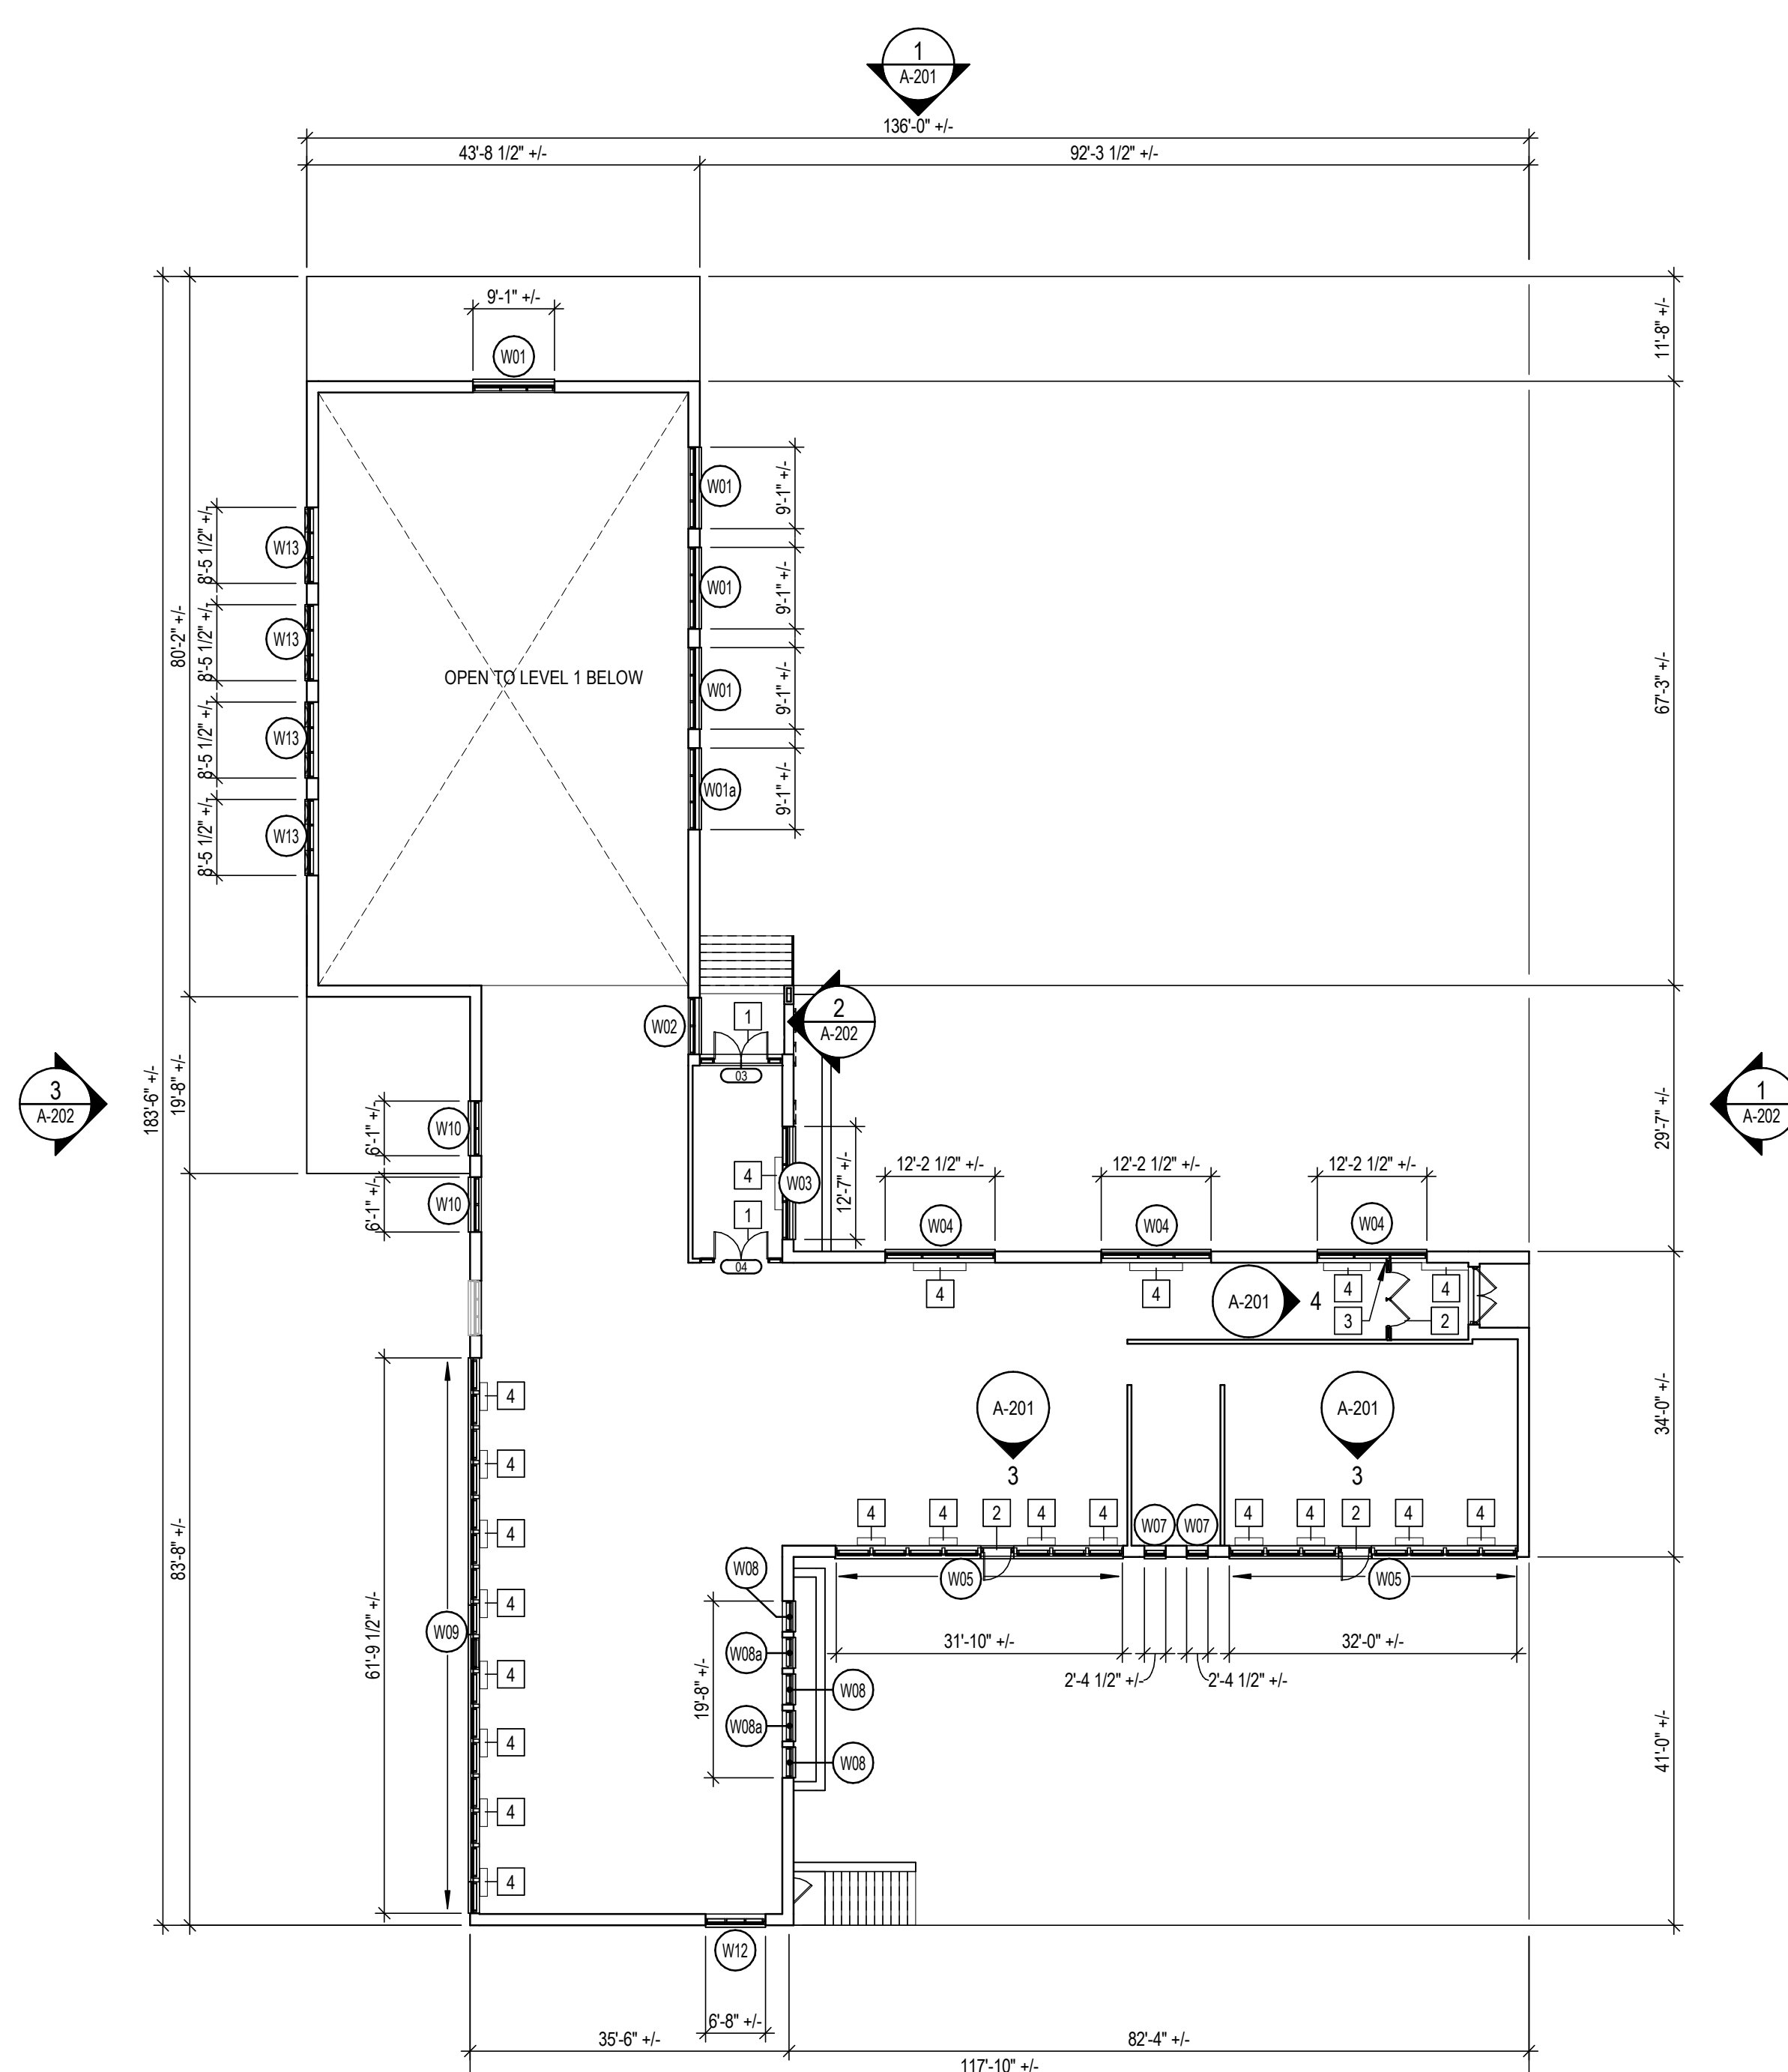 1
A-201
136'-0" +/-
43'-8 1/2" +/-
92'-3 1/2" +/-
9'-1" +/-
11'-8" +/-
W01
W01
9'-1" +/-
W13
8'-5 1/2" +/-
W01
9'-1" +/-
W13
8'-5 1/2" +/-
80'-2" +/-
OPEN TO LEVEL 1 BELOW
W01
9'-1" +/-
67'-3" +/-
W13
8'-5 1/2" +/-
W01a
9'-1" +/-
W13
8'-5 1/2" +/-
W02
1
2
A-202
03
3
A-202
183'-6" +/-
19'-8" +/-
1
A-202
29'-7" +/-
6'-1" +/-
W10
4
W03
12'-7" +/-
12'-2 1/2" +/-
12'-2 1/2" +/-
12'-2 1/2" +/-
6'-1" +/-
W10
1
W04
W04
W04
04
4
4
A-201
4
4
4
3
2
4
A-201
3
A-201
3
34'-0" +/-
4
4
4
4
2
4
4
W07
W07
4
4
2
4
4
83'-8" +/-
W08
W05
W05
4
61'-9 1/2" +/-
W09
31'-10" +/-
32'-0" +/-
W08a
2'-4 1/2" +/-
2'-4 1/2" +/-
4
19'-8" +/-
W08
W08a
41'-0" +/-
4
W08
4
4
W12
6'-8" +/-
35'-6" +/-
82'-4" +/-
117'-10" +/-